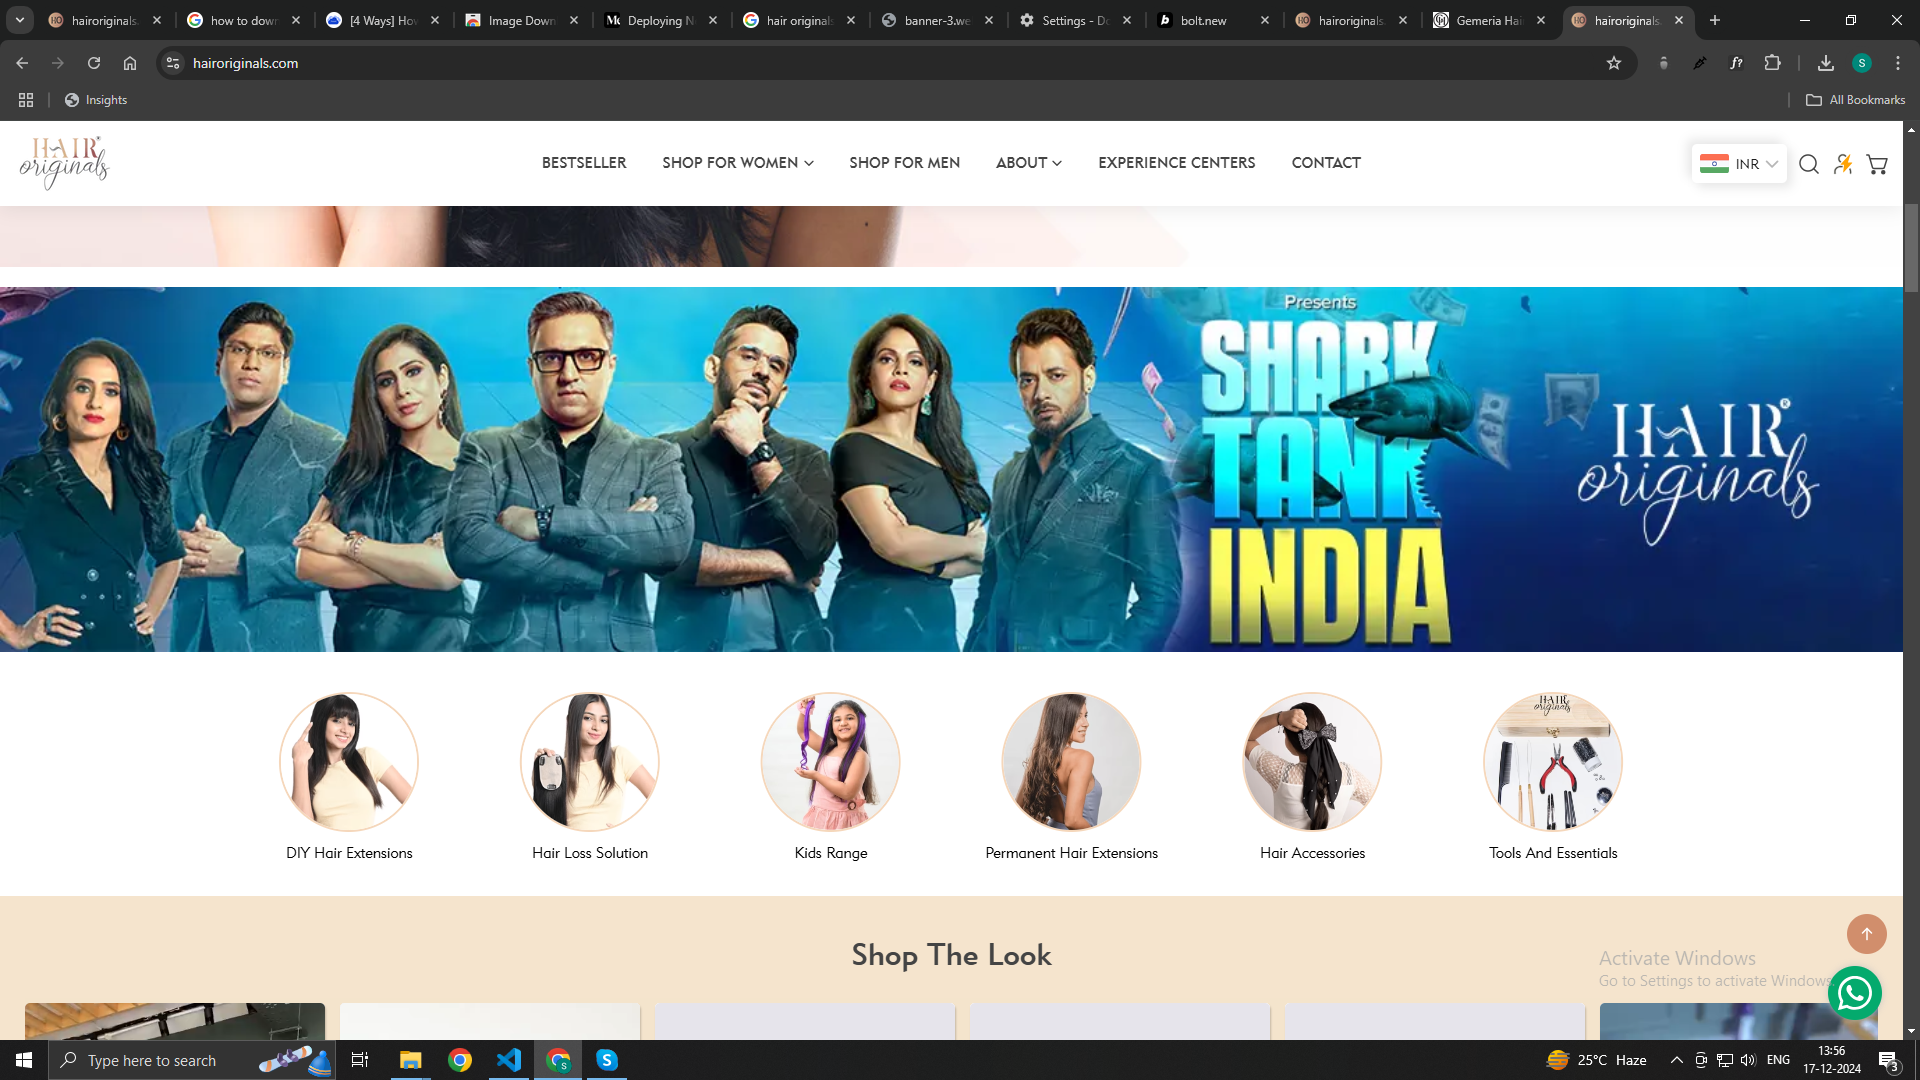 hairoriginals.
how to down
[4 Ways] How
Image Down
Deploying N
hair originals
banner-3.we
Settings - Do
bolt.new
hairoriginals.
Gemeria Hair
hairoriginals.
hairoriginals.com
Insights
All Bookmarks
HAIR originals
BESTSELLER
SHOP FOR WOMEN
SHOP FOR MEN
ABOUT
EXPERIENCE CENTERS
CONTACT
INR
Presents
SHARK
TANK
INDIA
HAIR
originals
DIY Hair Extensions
Hair Loss Solution
Kids Range
Permanent Hair Extensions
Hair Accessories
Tools And Essentials
Shop The Look
Activate Windows
Go to Settings to activate Windows.
Type here to search
25°C Haze
ENG
13:56
17-12-2024
3